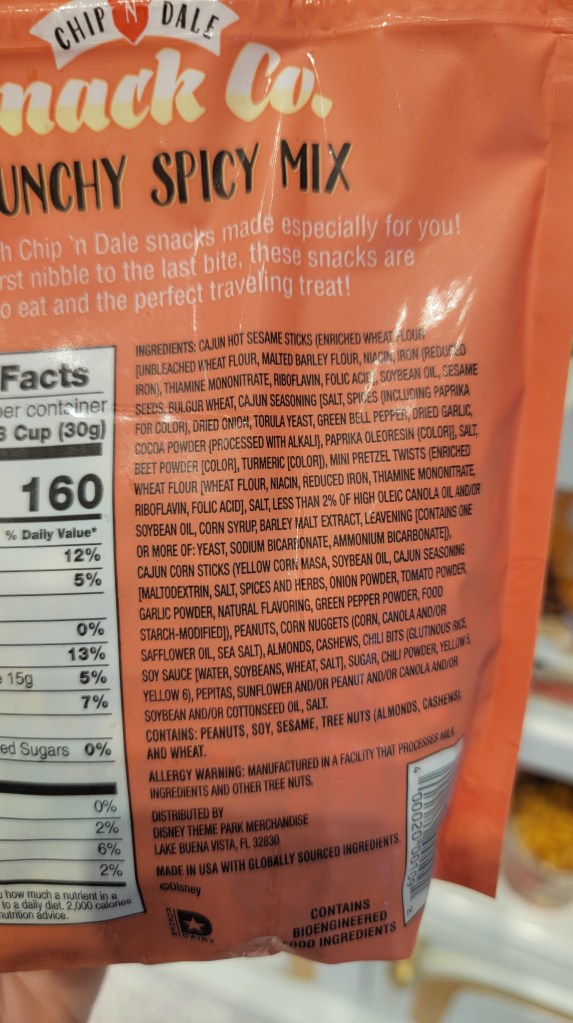 CHIP 'N' DALE
nack Co.
UNCHY SPICY MIX
h Chip 'n Dale snacks made especially for you!
rst nibble to the last bite, these snacks are
o eat and the perfect traveling treat!
Facts
er container
3 Cup (30g)
160
% Daily Value*
12%
5%
0%
13%
15g 5%
7%
ed Sugars 0%
0%
2%
6%
2%
how much a nutrient in a
to a daily diet. 2,000 calories
nutrition advice.
INGREDIENTS: CAJUN HOT SESAME STICKS (ENRICHED WHEAT FLOUR
[UNBLEACHED WHEAT FLOUR, MALTED BARLEY FLOUR, NIACIN, IRON (REDUCED
IRON), THIAMINE MONONITRATE, RIBOFLAVIN, FOLIC ACID], SOYBEAN OIL, SESAME
SEEDS, BULGUR WHEAT, CAJUN SEASONING [SALT, SPICES (INCLUDING PAPRIKA
FOR COLOR), DRIED ONION, TORULA YEAST, GREEN BELL PEPPER, DRIED GARLIC,
COCOA POWDER (PROCESSED WITH ALKALI), PAPRIKA OLEORESIN (COLOR)], SALT,
BEET POWDER [COLOR], TURMERIC [COLOR]), MINI PRETZEL TWISTS (ENRICHED
WHEAT FLOUR [WHEAT FLOUR, NIACIN, REDUCED IRON, THIAMINE MONONITRATE,
RIBOFLAVIN, FOLIC ACID], SALT, LESS THAN 2% OF HIGH OLEIC CANOLA OIL AND/OR
SOYBEAN OIL, CORN SYRUP, BARLEY MALT EXTRACT, LEAVENING [CONTAINS ONE
OR MORE OF: YEAST, SODIUM BICARBONATE, AMMONIUM BICARBONATE]),
CAJUN CORN STICKS (YELLOW CORN MASA, SOYBEAN OIL, CAJUN SEASONING
[MALTODEXTRIN, SALT, SPICES AND HERBS, ONION POWDER, TOMATO POWDER,
GARLIC POWDER, NATURAL FLAVORING, GREEN PEPPER POWDER, FOOD
STARCH-MODIFIED]), PEANUTS, CORN NUGGETS (CORN, CANOLA AND/OR
SAFFLOWER OIL, SEA SALT), ALMONDS, CASHEWS, CHILI BITS (GLUTINOUS RICE,
SOY SAUCE [WATER, SOYBEANS, WHEAT, SALT], SUGAR, CHILI POWDER, YELLOW 5,
YELLOW 6), PEPITAS, SUNFLOWER AND/OR PEANUT AND/OR CANOLA AND/OR
SOYBEAN AND/OR COTTONSEED OIL, SALT.
CONTAINS: PEANUTS, SOY, SESAME, TREE NUTS (ALMONDS, CASHEWS),
AND WHEAT.
ALLERGY WARNING: MANUFACTURED IN A FACILITY THAT PROCESSES MILK
INGREDIENTS AND OTHER TREE NUTS.
DISTRIBUTED BY
DISNEY THEME PARK MERCHANDISE
LAKE BUENA VISTA, FL 32830
MADE IN USA WITH GLOBALLY SOURCED INGREDIENTS.
©Disney
D
DAIRY
CONTAINS
BIOENGINEERED
FOOD INGREDIENTS